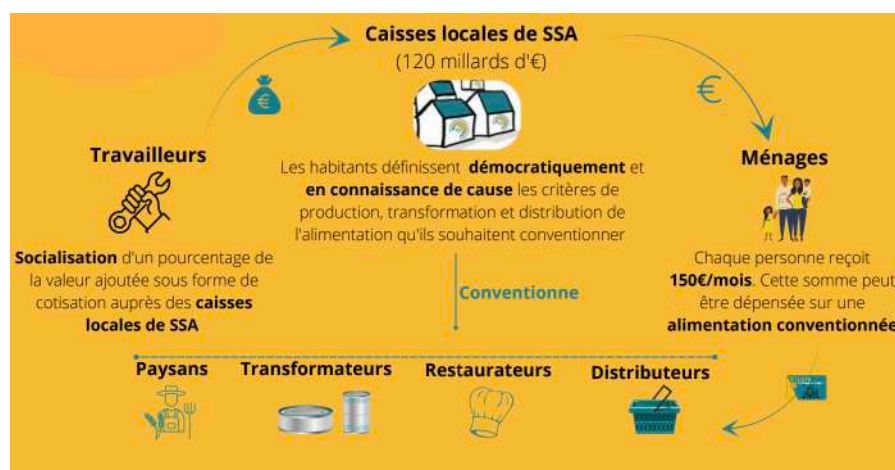 Caisses locales de SSA
(120 millards d'€)
€
€
Travailleurs
Socialisation d'un pourcentage de
la valeur ajoutée sous forme de
cotisation auprès des caisses
locales de SSA
Les habitants définissent démocratiquement et
en connaissance de cause les critères de
production, transformation et distribution de
l'alimentation qu'ils souhaitent conventionner
Ménages
Chaque personne reçoit
150€/mois. Cette somme peut
être dépensée sur une
alimentation conventionnée
Conventionne
Paysans
Transformateurs
Restaurateurs
Distributeurs